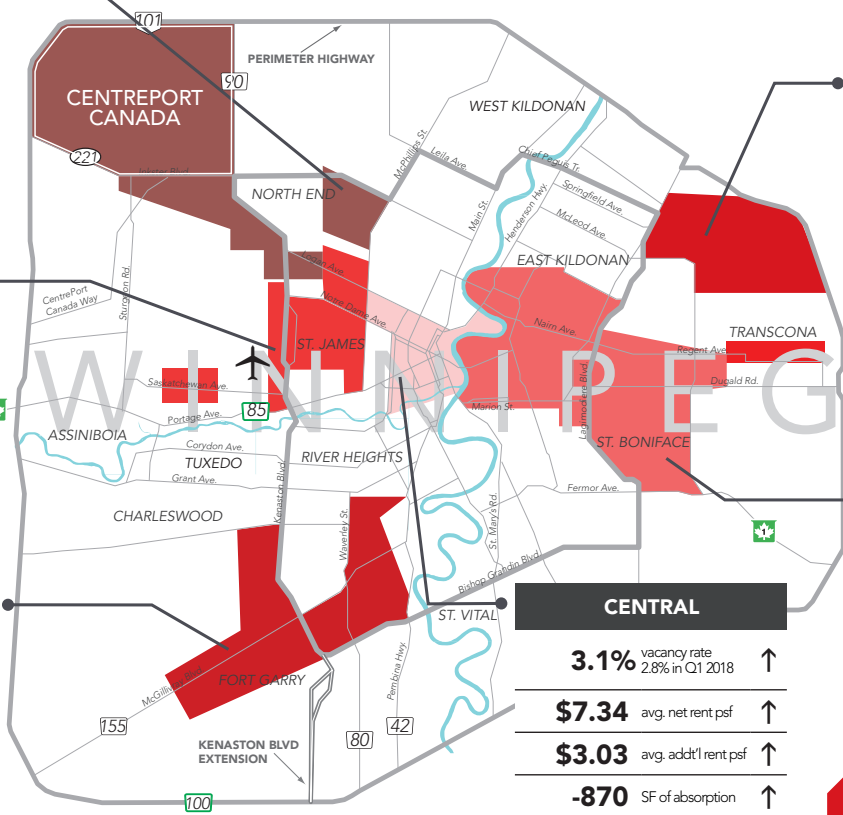 101
PERIMETER HIGHWAY
90
CENTREPORT
CANADA
WEST KILDONAN
221
Inkster Blvd.
McPhillips St.
Leila Ave.
Chief Peguis Tr.
NORTH END
Main St.
Henderson Hwy.
Springfield Ave.
McLeod Ave.
EAST KILDONAN
Logan Ave.
Sturgeon Rd.
CentrePort
Canada Way
Notre Dame Ave.
Nairn Ave.
TRANSCONA
ST. JAMES
Regent Ave.
WINNIPEG
Saskatchewan Ave.
Dugald Rd.
Lagimodiere Blvd.
85
Portage Ave.
Marion St.
ASSINIBOIA
Corydon Ave.
TUXEDO
RIVER HEIGHTS
ST. BONIFACE
Grant Ave.
Kenaston Blvd.
Fermor Ave.
CHARLESWOOD
Waverley St.
St. Mary's Rd.
1
Bishop Grandin Blvd.
ST. VITAL
McGillivray Blvd.
FORT GARRY
Pembina Hwy.
155
80
42
KENASTON BLVD
EXTENSION
100
CENTRAL
3.1% vacancy rate
2.8% in Q1 2018 ↑
$7.34 avg. net rent psf ↑
$3.03 avg. addt'l rent psf ↑
-870 SF of absorption ↑